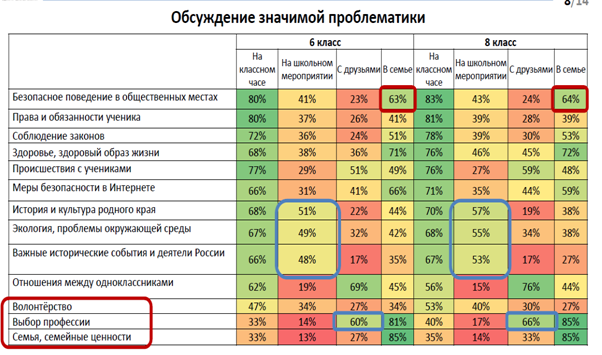 8/14
Обсуждение значимой проблематики
6 класс 8 класс
На классном часе На школьном мероприятии С друзьями В семье На классном часе На школьном мероприятии С друзьями В семье
Безопасное поведение в общественных местах 80% 41% 23% 63% 83% 43% 24% 64%
Права и обязанности ученика 80% 37% 26% 41% 81% 39% 28% 39%
Соблюдение законов 72% 36% 24% 51% 78% 39% 30% 53%
Здоровье, здоровый образ жизни 68% 38% 36% 71% 76% 46% 45% 72%
Происшествия с учениками 77% 29% 51% 49% 76% 27% 59% 48%
Меры безопасности в Интернете 66% 31% 41% 66% 71% 35% 44% 59%
История и культура родного края 68% 51% 22% 44% 70% 57% 19% 38%
Экология, проблемы окружающей среды 67% 49% 32% 42% 68% 55% 34% 38%
Важные исторические события и деятели России 66% 48% 17% 35% 67% 53% 17% 27%
Отношения между одноклассниками 62% 19% 69% 45% 56% 15% 76% 44%
Волонтёрство 47% 34% 27% 34% 53% 40% 30% 27%
Выбор профессии 33% 14% 60% 81% 40% 17% 66% 85%
Семья, семейные ценности 33% 13% 27% 85% 35% 14% 33% 85%